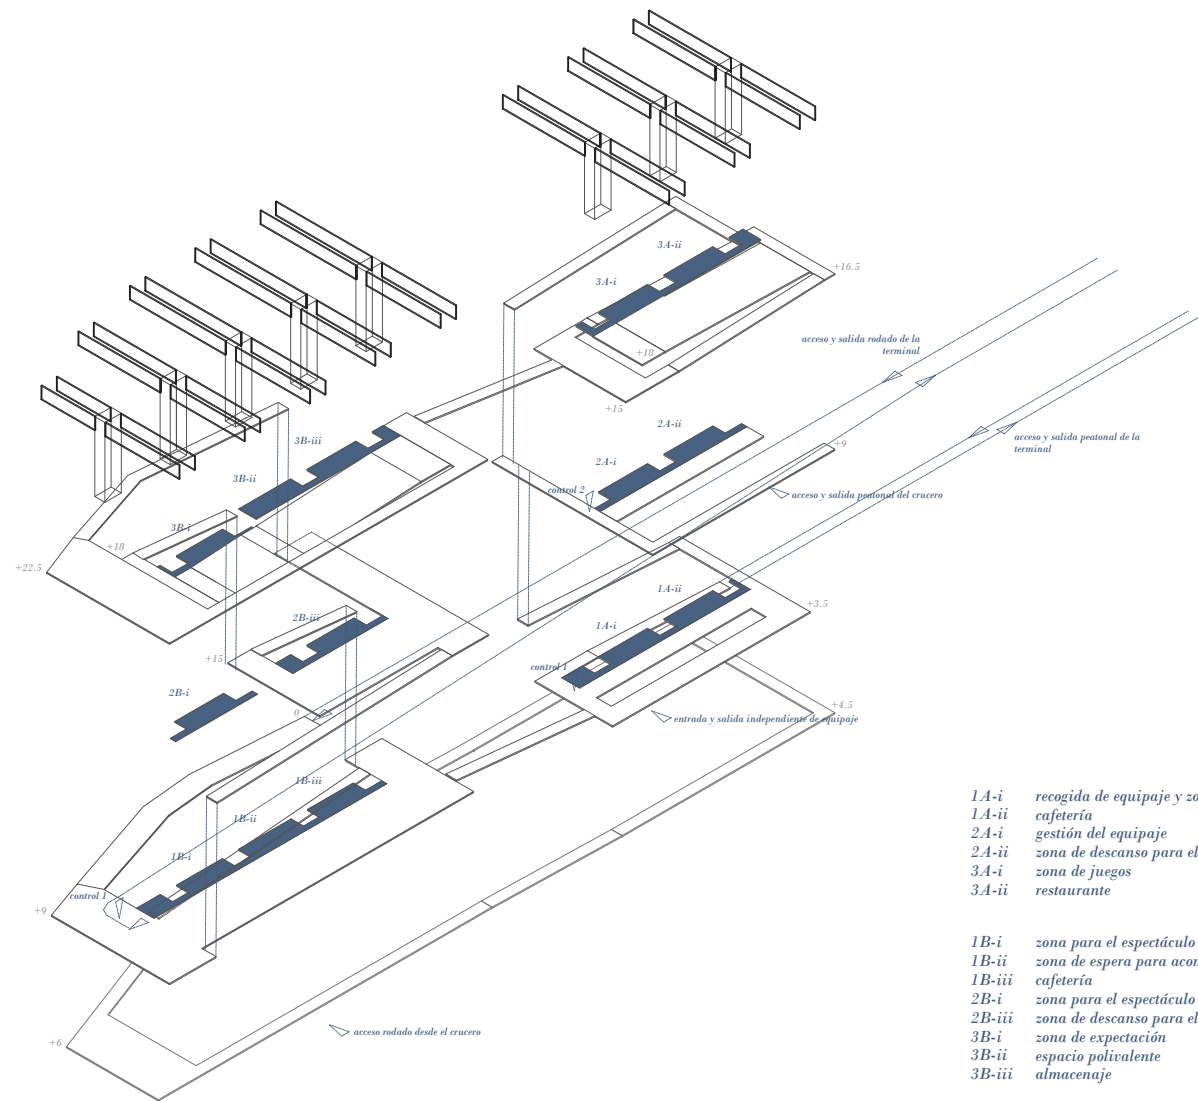 3A-ii
+16.5
3A-i
acceso y salida rodado de la
terminal
+18
+15
2A-ii
acceso y salida peatonal de la
terminal
3B-iii
+9
2A-i
3B-ii
control 2
acceso y salida peatonal del crucero
3B-i
+18
+22.5
1A-ii
+3.5
2B-iii
1A-i
+15
control 1
2B-i
0
+4.5
entrada y salida independiente de equipaje
1B-iii
1B-ii
1B-i
control 1
+9
acceso rodado desde el crucero
+6
1A-i recogida de equipaje y
1A-ii cafetería
2A-i gestión del equipaje
2A-ii zona de descanso para el
3A-i zona de juegos
3A-ii restaurante
1B-i zona para el espectáculo
1B-ii zona de espera para
1B-iii cafetería
2B-i zona para el espectáculo
2B-iii zona de descanso para el
3B-i zona de expectación
3B-ii espacio polivalente
3B-iii almacenaje